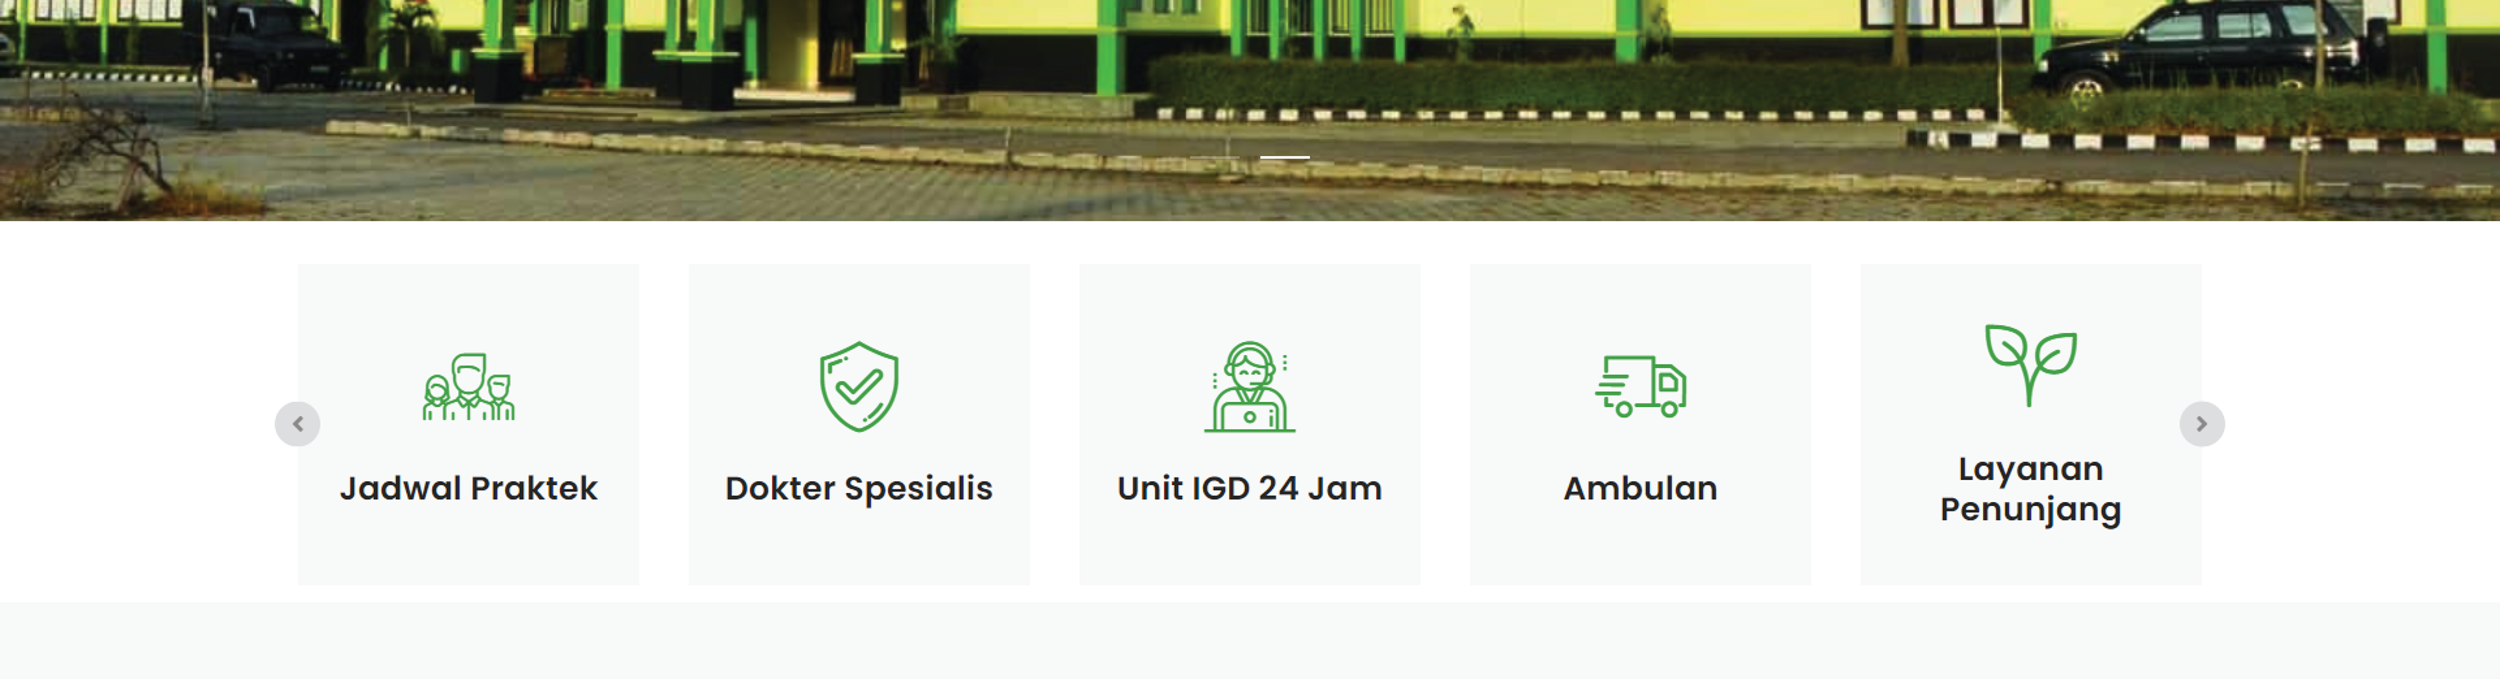 Jadwal Praktek
Dokter Spesialis
Unit IGD 24 Jam
Ambulan
Layanan
Penunjang